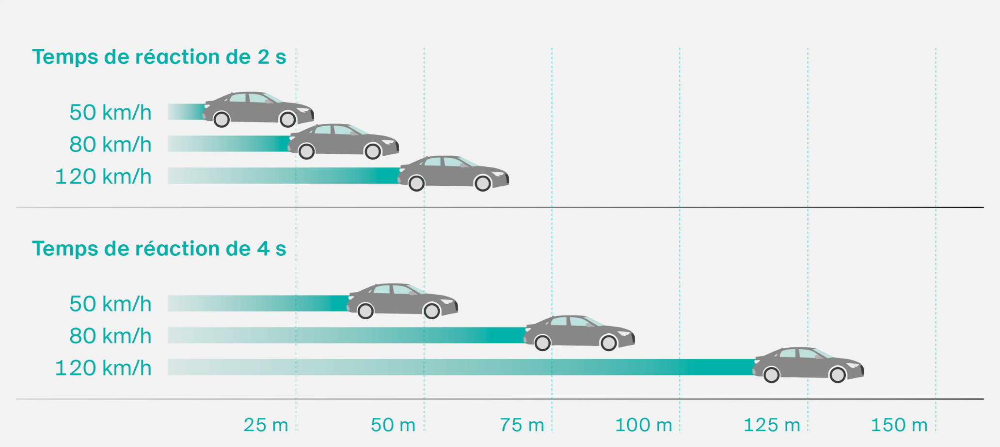 Temps de réaction de 2 s
50 km/h
80 km/h
120 km/h
Temps de réaction de 4 s
50 km/h
80 km/h
120 km/h
25 m 50 m 75 m 100 m 125 m 150 m